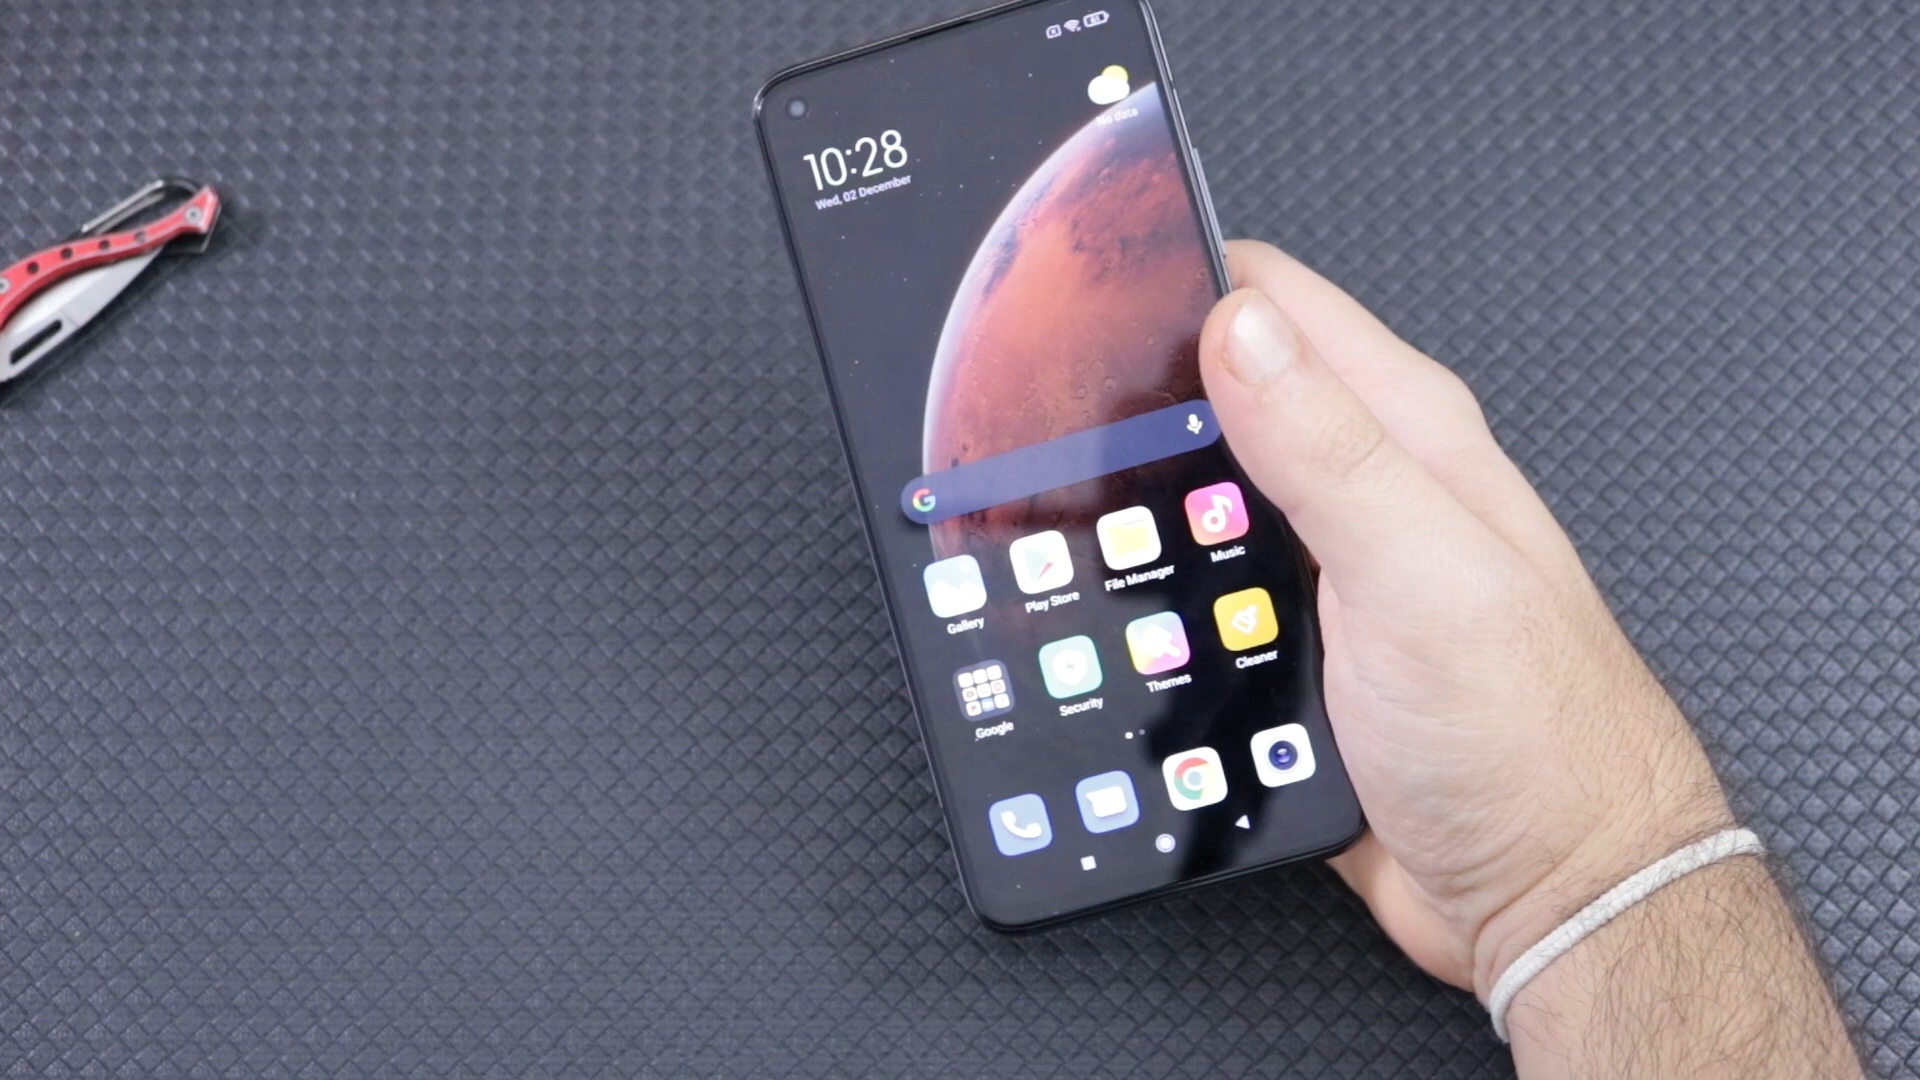 10:28
Wed, 02 December
No data
Gallery
Play Store
File Manager
Music
Google
Security
Themes
Cleaner